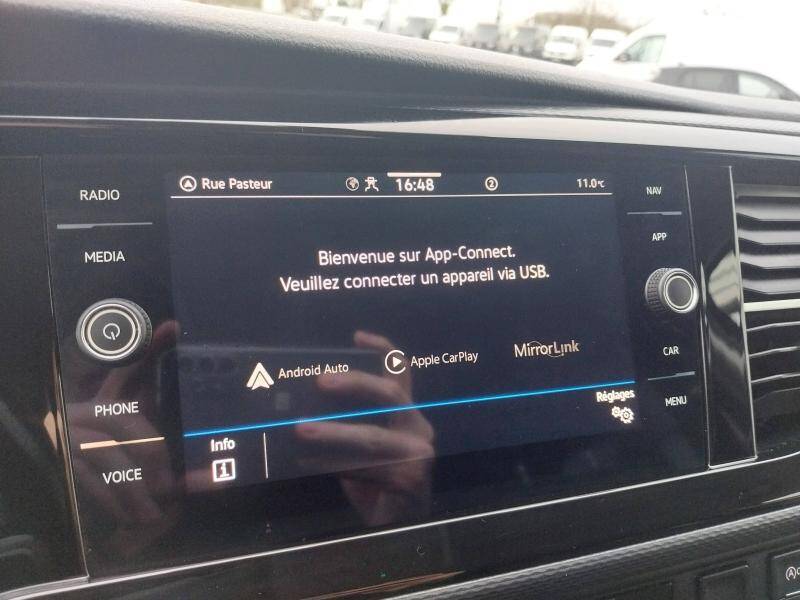 RADIO
MEDIA
PHONE
VOICE
Rue Pasteur
16:48
2
11.0°C
Bienvenue sur App-Connect.
Veuillez connecter un appareil via USB.
Android Auto
Apple CarPlay
MirrorLink
Réglages
Info
NAV
APP
CAR
MENU